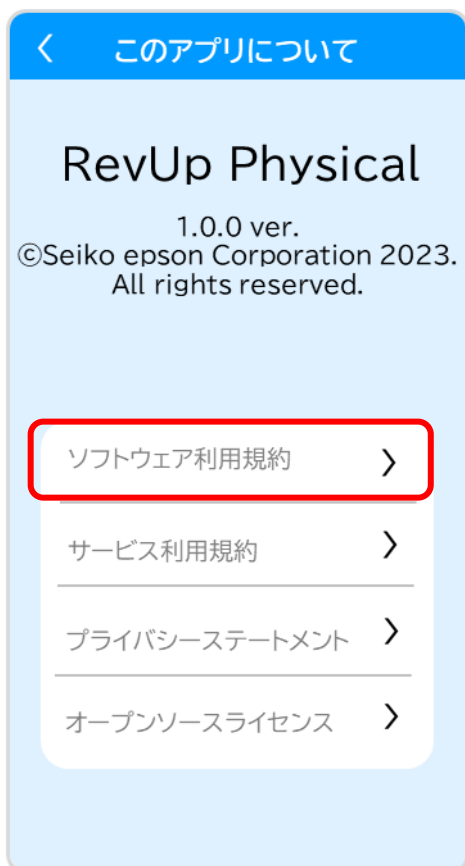 このアプリについて
RevUp Physical
1.0.0 ver.
©Seiko epson Corporation 2023.
All rights reserved.
ソフトウェア利用規約
サービス利用規約
プライバシーステートメント
オープンソースライセンス